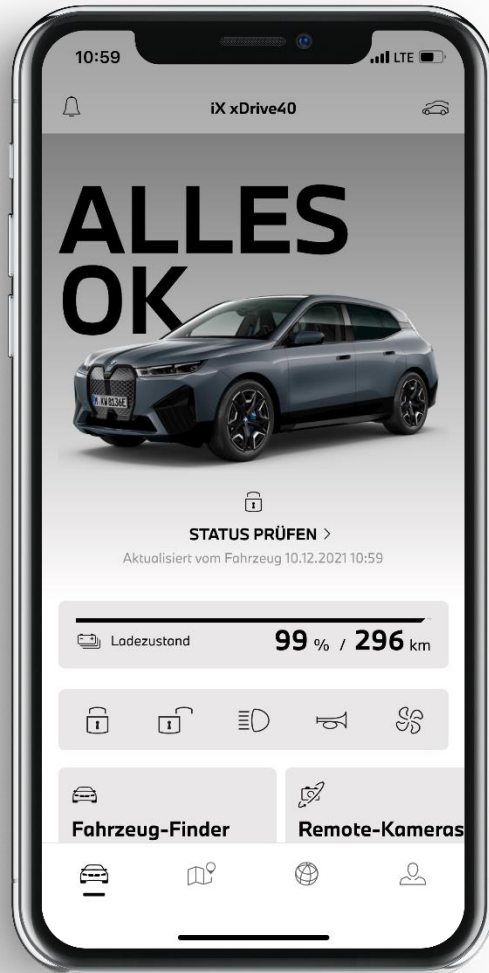 10:59
LTE
iX xDrive40
ALLES
OK
M·KW8136E
STATUS PRÜFEN >
Aktualisiert vom Fahrzeug 10.12.2021 10:59
Ladezustand 99 % / 296 km
Fahrzeug-Finder Remote-Kameras